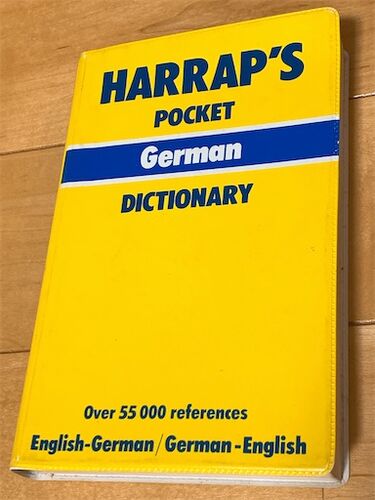 HARRAP'S
POCKET
German
DICTIONARY
Over 55 000 references
English-German/German-English